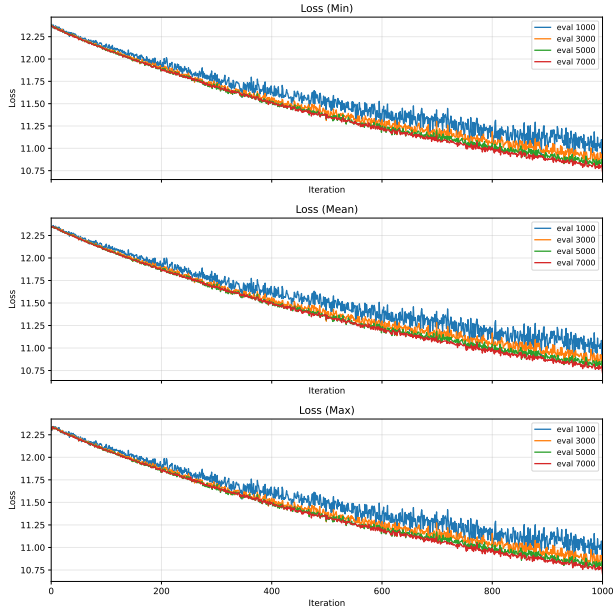 Loss (Min)
12.25
12.00
11.75
11.50
11.25
11.00
10.75
Loss
eval 1000
eval 3000
eval 5000
eval 7000
Iteration
Loss (Mean)
12.25
12.00
11.75
11.50
11.25
11.00
10.75
Loss
eval 1000
eval 3000
eval 5000
eval 7000
Iteration
Loss (Max)
12.25
12.00
11.75
11.50
11.25
11.00
10.75
Loss
eval 1000
eval 3000
eval 5000
eval 7000
0 200 400 600 800 1000
Iteration